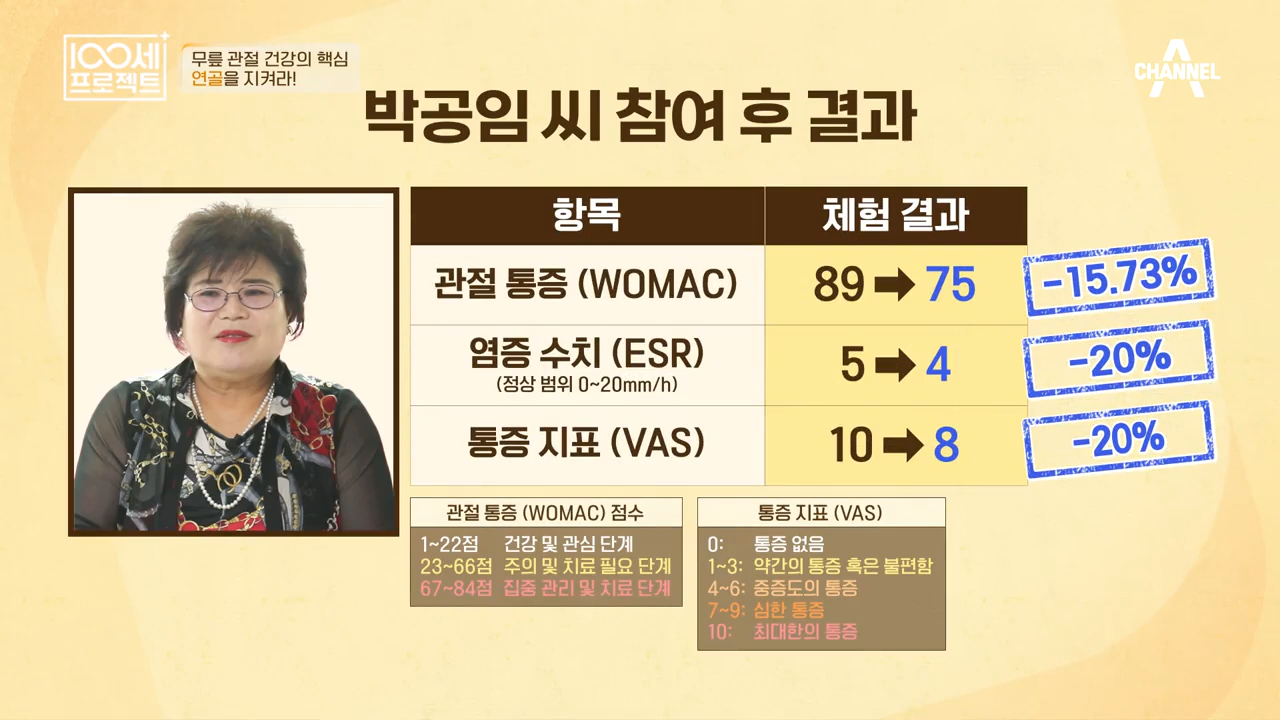 100세
프로젝트
무릎 관절 건강의 핵심
연골을 지켜라!
CHANNEL A
박공임 씨 참여 후 결과
항목 체험 결과
관절 통증 (WOMAC) 89 ➡ 75 -15.73%
염증 수치 (ESR) 5 ➡ 4 -20%
(정상 범위 0~20mm/h)
통증 지표 (VAS) 10 ➡ 8 -20%
관절 통증 (WOMAC) 점수
1~22점 건강 및 관심 단계
23~66점 주의 및 치료 필요 단계
67~84점 집중 관리 및 치료 단계
통증 지표 (VAS)
0: 통증 없음
1~3: 약간의 통증 혹은 불편함
4~6: 중증도의 통증
7~9: 심한 통증
10: 최대한의 통증